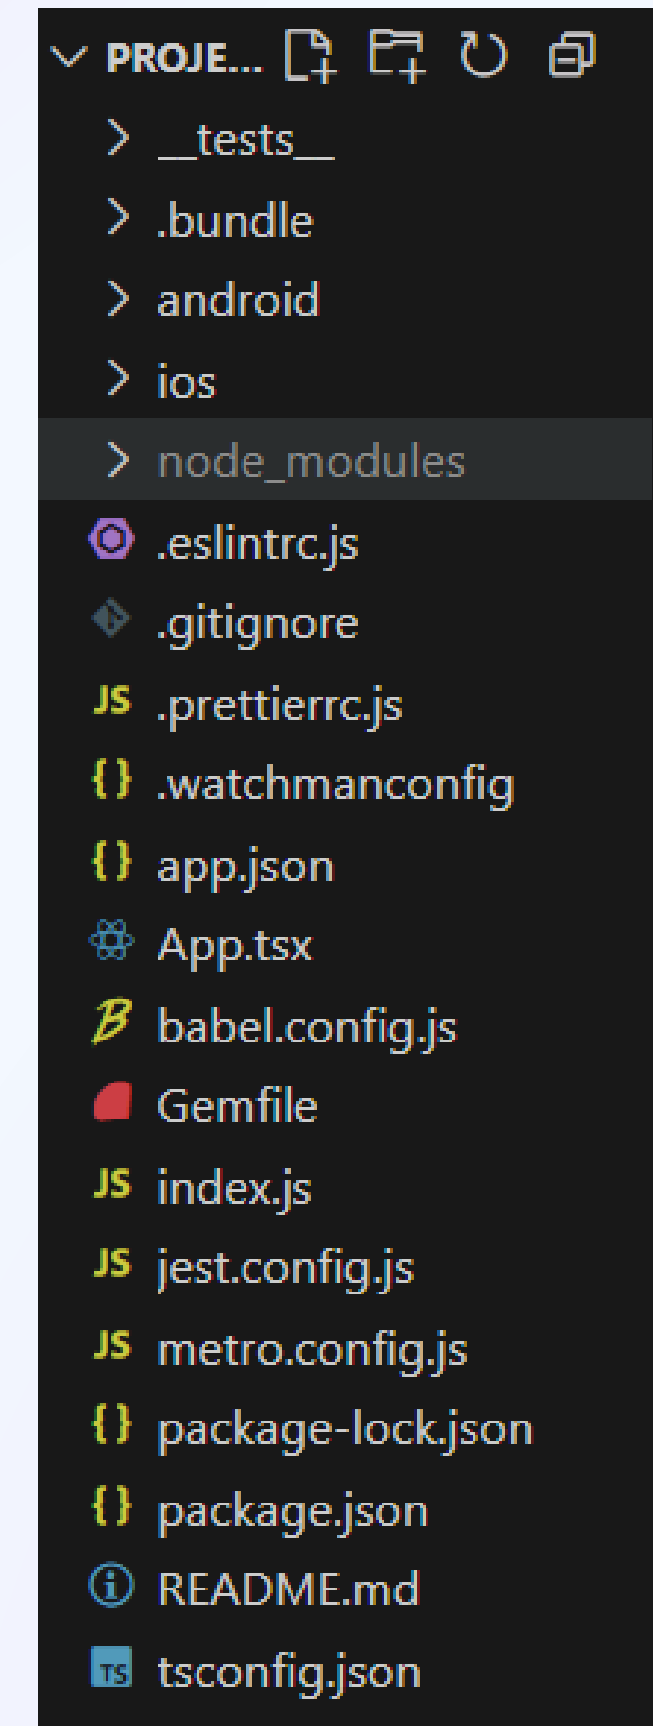 PROJE...
__tests__
.bundle
android
ios
node_modules
.eslintrc.js
.gitignore
JS .prettierrc.js
{} .watchmanconfig
{} app.json
App.tsx
B babel.config.js
Gemfile
JS index.js
JS jest.config.js
JS metro.config.js
{} package-lock.json
{} package.json
README.md
TS tsconfig.json